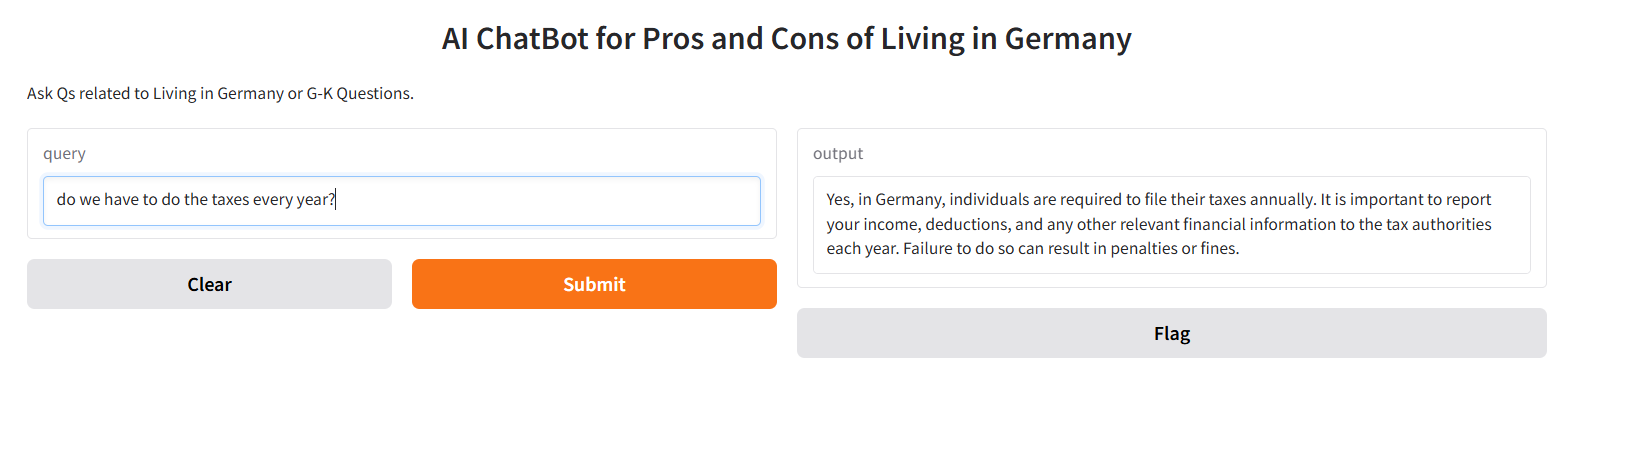 AI ChatBot for Pros and Cons of Living in Germany
Ask Qs related to Living in Germany or G-K Questions.
query
do we have to do the taxes every year?
Clear
Submit
output
Yes, in Germany, individuals are required to file their taxes annually. It is important to report
your income, deductions, and any other relevant financial information to the tax authorities
each year. Failure to do so can result in penalties or fines.
Flag